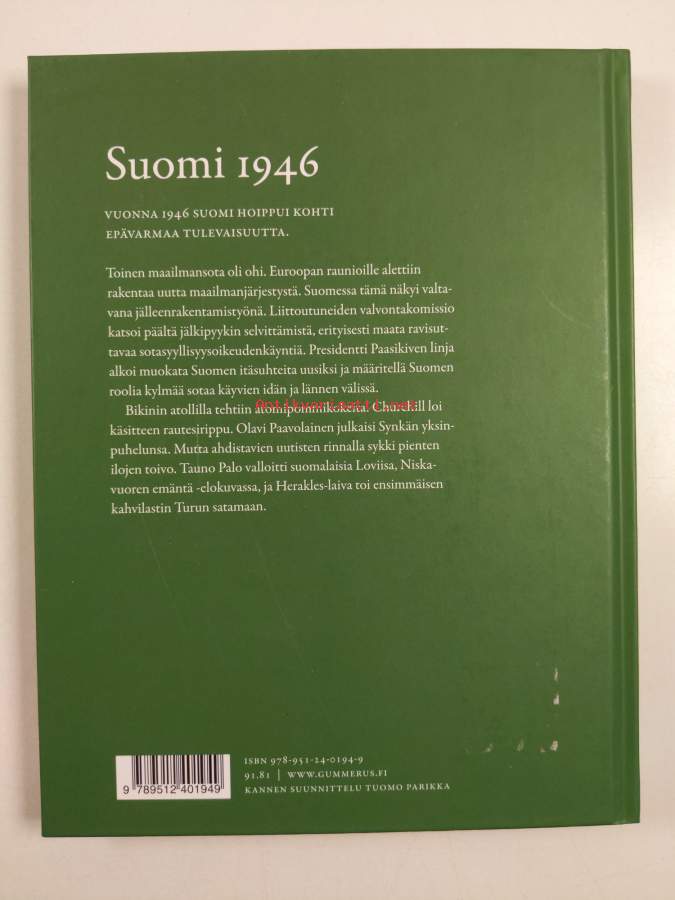 Suomi 1946
VUONNA 1946 SUOMI HOIPPUI KOHTI
EPÄVARMAA TULEVAISUUTTA.
Toinen maailmansota oli ohi. Euroopan raunioille alettiin
rakentaa uutta maailmanjärjestystä. Suomessa tämä näkyi valta-
vana jälleenrakentamistyönä. Liittoutuneiden valvontakomissio
katsoi päältä jälkipyykin selvittämistä, erityisesti maata ravisut-
tavaa sotasyyllisyysoikeudenkäyntiä. Presidentti Paasikiven linja
alkoi muokata Suomen itäsuhteita uusiksi ja määritellä Suomen
roolia kylmää sotaa käyvien idän ja lännen välissä.
Bikinin atollilla tehtiin atomipommikokeita. Churchill loi
Antikvariaatti.net
käsitteen rautesirippu. Olavi Paavolainen julkaisi Synkän yksin-
puhelunsa. Mutta ahdistavien uutisten rinnalla sykki pienten
ilojen toivo. Tauno Palo valloitti suomalaisia Loviisa, Niska-
vuoren emäntä -elokuvassa, ja Herakles-laiva toi ensimmäisen
kahvilastin Turun satamaan.
ISBN 978-951-24-0194-9
91.81 | WWW.GUMMERUS.FI
KANNEN SUUNNITTELU TUOMO PARIKKA
9 789512 401949